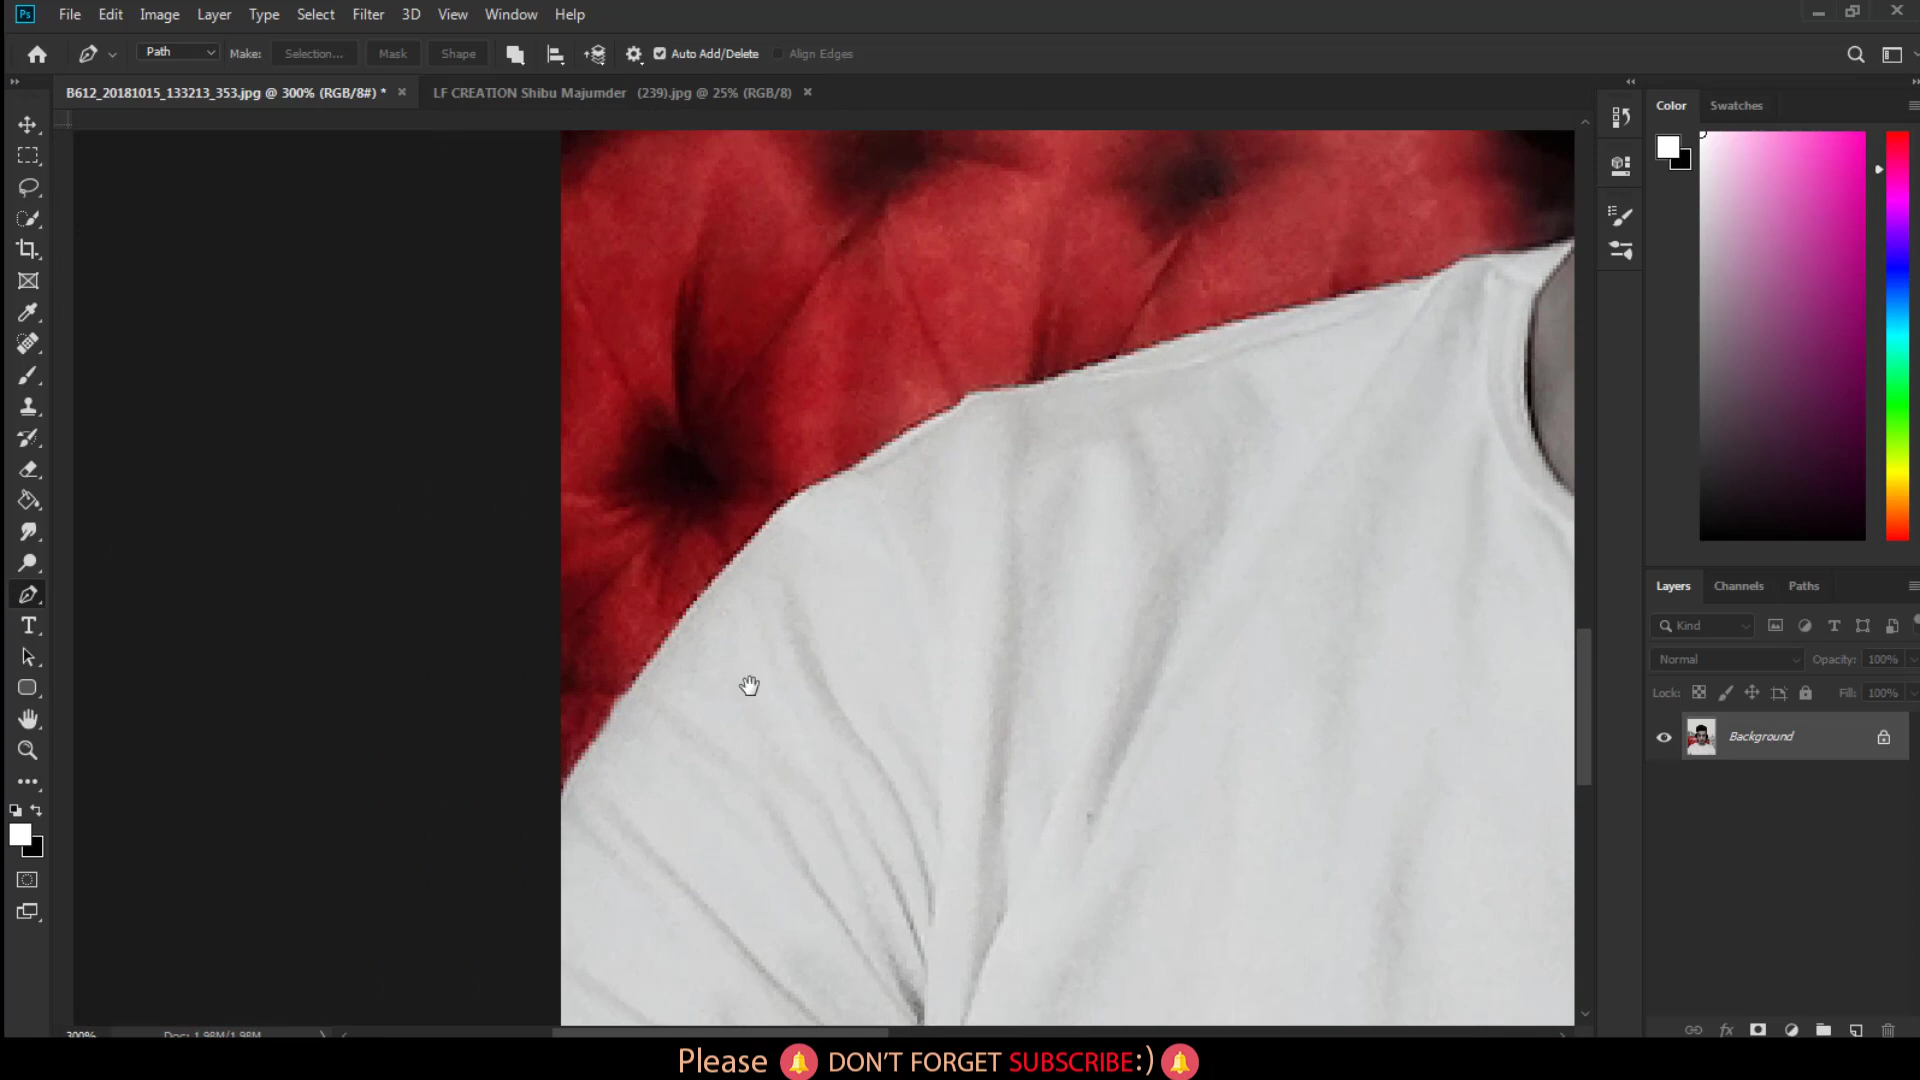 Ps File Edit Image Layer Type Select Filter 3D View Window Help
Path Make: Selection... Mask Shape Auto Add/Delete Align Edges
B612_20181015_133213_353.jpg @ 300% (RGB/8#) * × LF CREATION Shibu Majumder (239).jpg @ 25% (RGB/8) ×
Color Swatches
Layers Channels Paths
Kind
Normal Opacity: 100%
Lock: Fill: 100%
Background
fx
300% Doc: 1.98M/1.98M
Please DON'T FORGET SUBSCRIBE:)